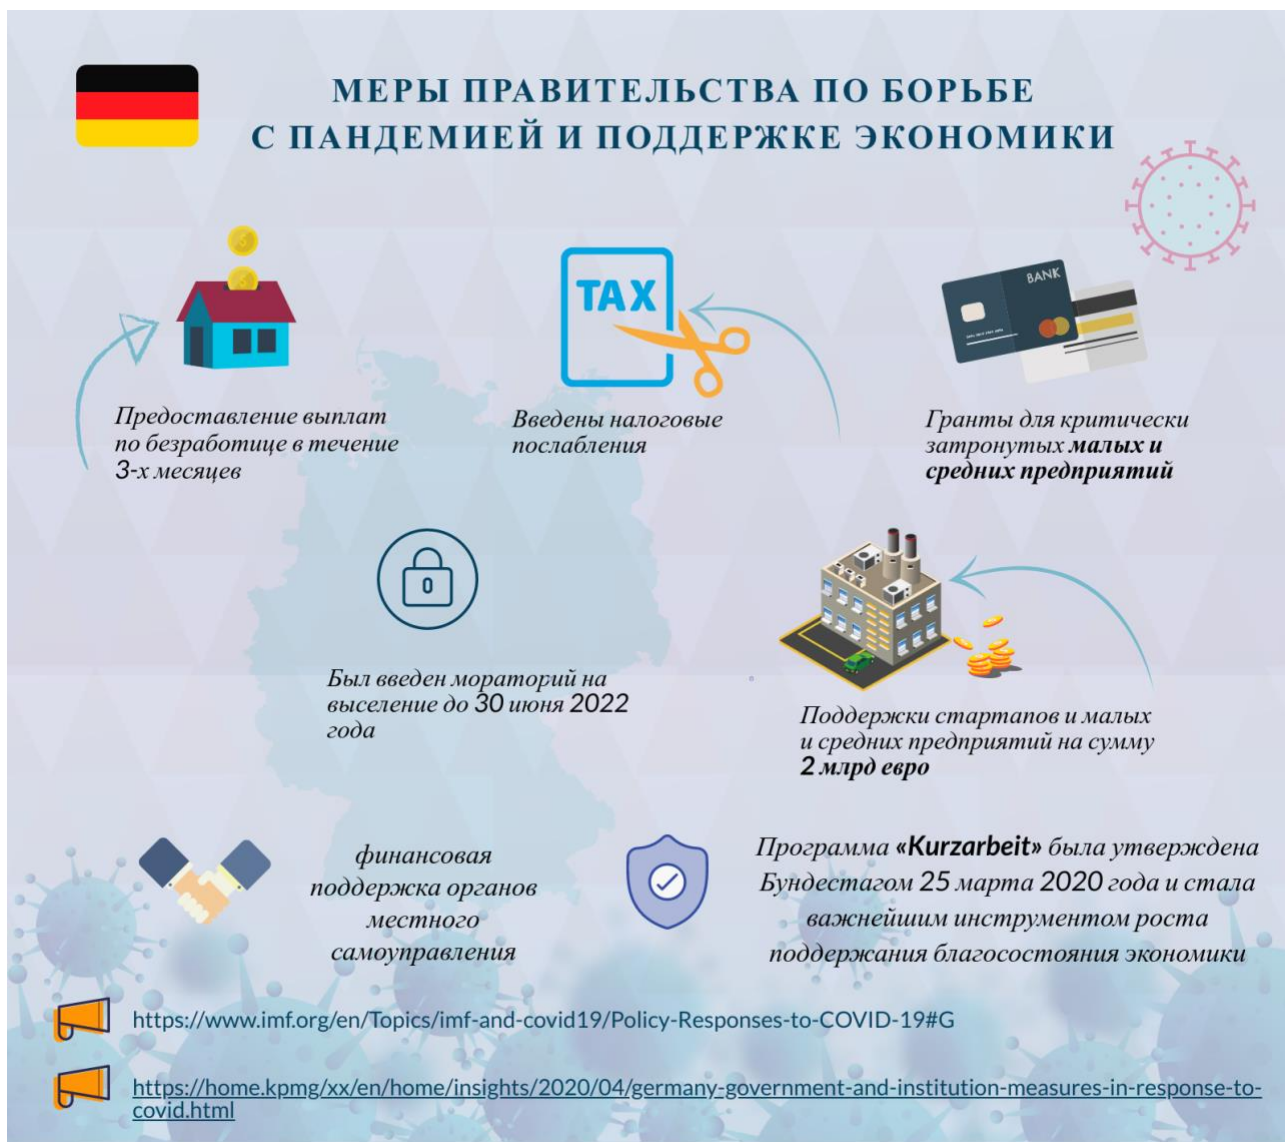 МЕРЫ ПРАВИТЕЛЬСТВА ПО БОРЬБЕ
С ПАНДЕМИЕЙ И ПОДДЕРЖКЕ ЭКОНОМИКИ
TAX
BANK
Предоставление выплат
по безработице в течение
3-х месяцев
Введены налоговые
послабления
Гранты для критически
затронутых малых и
средних предприятий
Был введен мораторий на
выселение до 30 июня 2022
года
Поддержки стартапов и малых
и средних предприятий на сумму
2 млрд евро
финансовая
поддержка органов
местного
самоуправления
Программа «Kurzarbeit» была утверждена
Бундестагом 25 марта 2020 года и стала
важнейшим инструментом роста
поддержания благосостояния экономики
https://www.imf.org/en/Topics/imf-and-covid19/Policy-Responses-to-COVID-19#G
https://home.kpmg/xx/en/home/insights/2020/04/germany-government-and-institution-measures-in-response-to-
covid.html